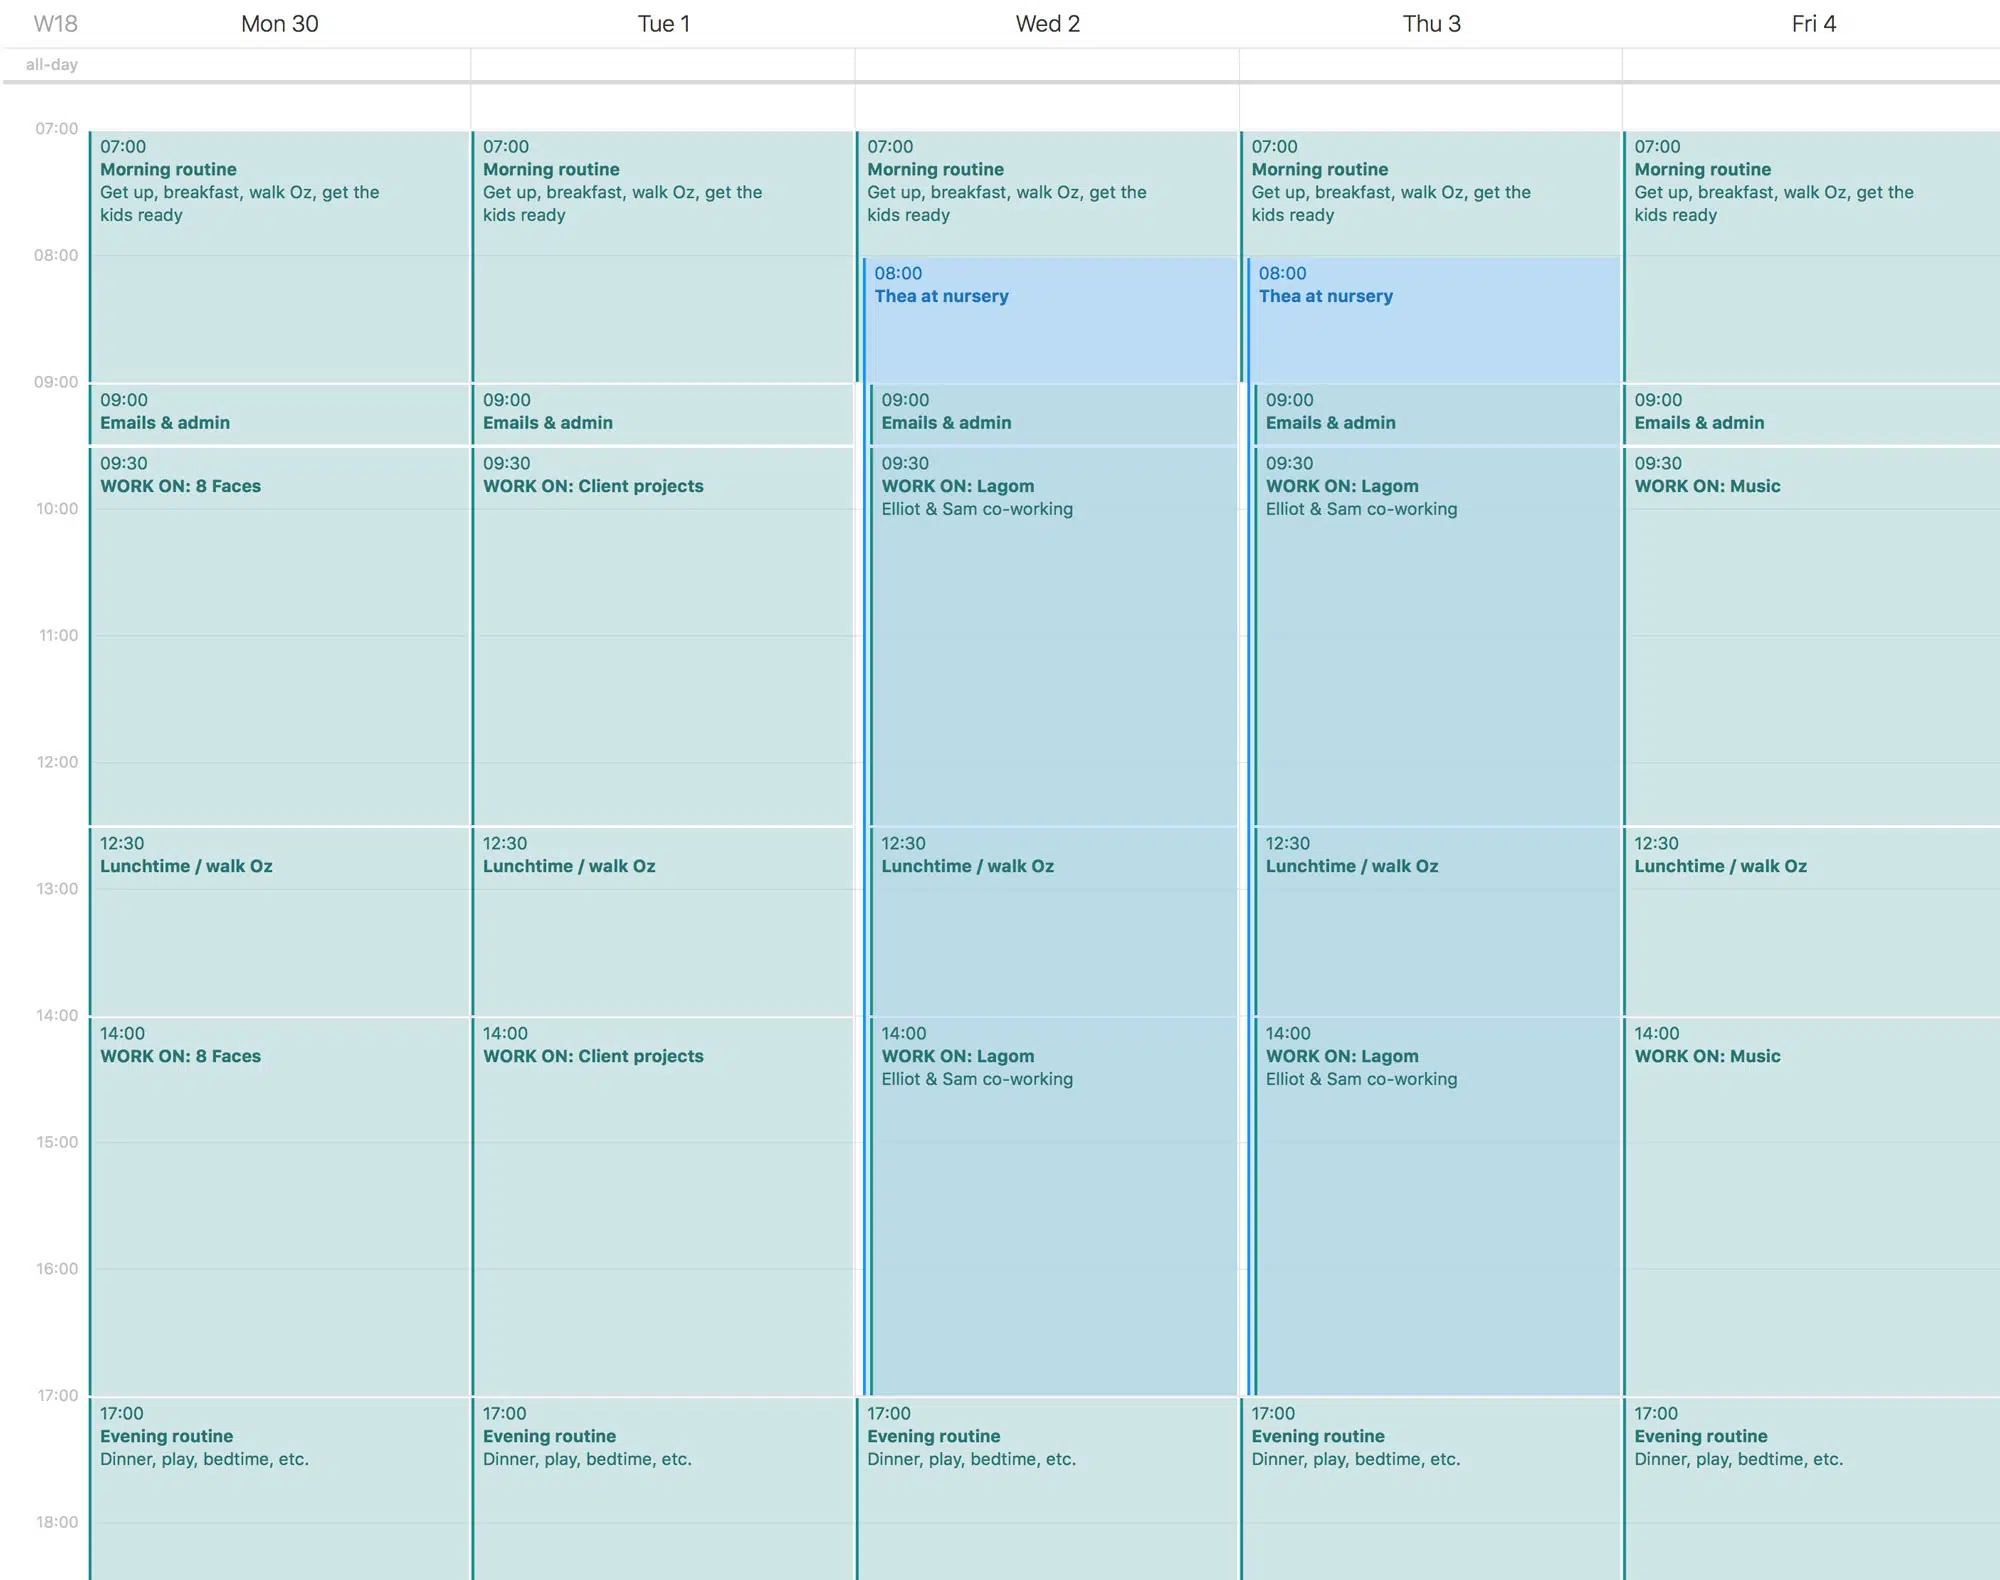 W18
Mon 30
Tue 1
Wed 2
Thu 3
Fri 4
all-day
07:00
08:00
09:00
10:00
11:00
12:00
13:00
14:00
15:00
16:00
17:00
18:00
07:00
Morning routine
Get up, breakfast, walk Oz, get the
kids ready
09:00
Emails & admin
09:30
WORK ON: 8 Faces
12:30
Lunchtime / walk Oz
14:00
WORK ON: 8 Faces
17:00
Evening routine
Dinner, play, bedtime, etc.
07:00
Morning routine
Get up, breakfast, walk Oz, get the
kids ready
09:00
Emails & admin
09:30
WORK ON: Client projects
12:30
Lunchtime / walk Oz
14:00
WORK ON: Client projects
17:00
Evening routine
Dinner, play, bedtime, etc.
07:00
Morning routine
Get up, breakfast, walk Oz, get the
kids ready
08:00
Thea at nursery
09:00
Emails & admin
09:30
WORK ON: Lagom
Elliot & Sam co-working
12:30
Lunchtime / walk Oz
14:00
WORK ON: Lagom
Elliot & Sam co-working
17:00
Evening routine
Dinner, play, bedtime, etc.
07:00
Morning routine
Get up, breakfast, walk Oz, get the
kids ready
08:00
Thea at nursery
09:00
Emails & admin
09:30
WORK ON: Lagom
Elliot & Sam co-working
12:30
Lunchtime / walk Oz
14:00
WORK ON: Lagom
Elliot & Sam co-working
17:00
Evening routine
Dinner, play, bedtime, etc.
07:00
Morning routine
Get up, breakfast, walk Oz, get the
kids ready
09:00
Emails & admin
09:30
WORK ON: Music
12:30
Lunchtime / walk Oz
14:00
WORK ON: Music
17:00
Evening routine
Dinner, play, bedtime, etc.